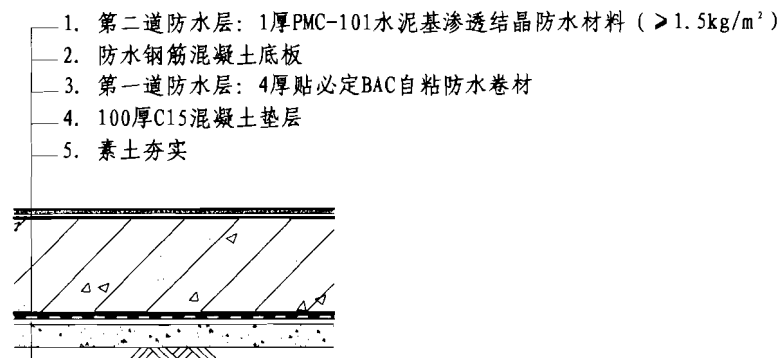 1. 第二道防水层: 1厚PMC-101水泥基渗透结晶防水材料 (≥1.5kg/m²)
2. 防水钢筋混凝土底板
3. 第一道防水层: 4厚贴必定BAC自粘防水卷材
4. 100厚C15混凝土垫层
5. 素土夯实